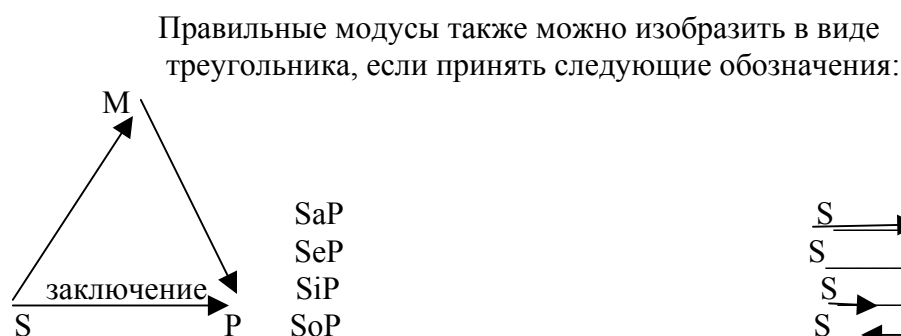 Правильные модусы также можно изобразить в виде
треугольника, если принять следующие обозначения:
M
SaP S
SeP S
заключение SiP S
S P SoP S